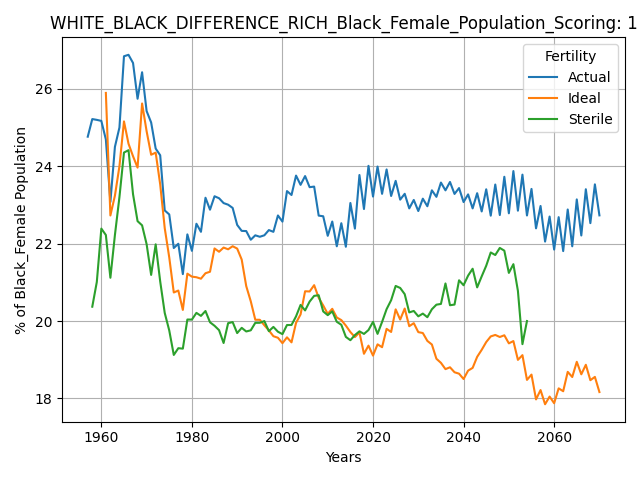 WHITE_BLACK_DIFFERENCE_RICH_Black_Female_Population_Scoring: 1
Fertility
Actual
Ideal
Sterile
% of Black_Female Population
26
24
22
20
18
1960
1980
2000
2020
2040
2060
Years